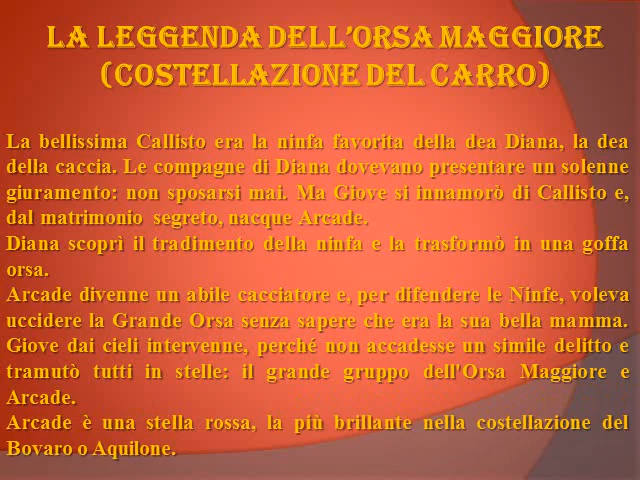 LA LEGGENDA DELL'ORSA MAGGIORE
(COSTELLAZIONE DEL CARRO)
La bellissima Callisto era la ninfa favorita della dea Diana, la dea
della caccia. Le compagne di Diana dovevano presentare un solenne
giuramento: non sposarsi mai. Ma Giove si innamorò di Callisto e,
dal matrimonio segreto, nacque Arcade.
Diana scoprì il tradimento della ninfa e la trasformò in una goffa
orsa.
Arcade divenne un abile cacciatore e, per difendere le Ninfe, voleva
uccidere la Grande Orsa senza sapere che era la sua bella mamma.
Giove dai cieli intervenne, perché non accadesse un simile delitto e
tramutò tutti in stelle: il grande gruppo dell'Orsa Maggiore e
Arcade.
Arcade è una stella rossa, la più brillante nella costellazione del
Bovaro o Aquilone.